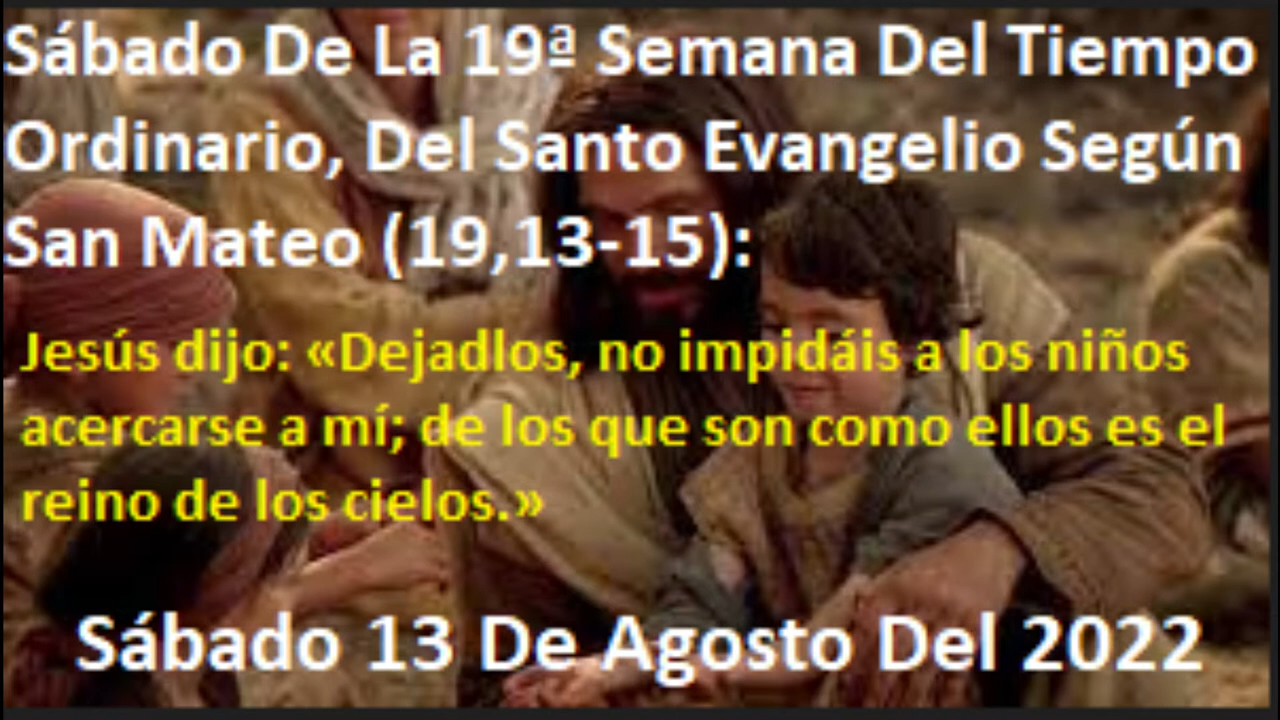 Sábado De La 19ª Semana Del Tiempo
Ordinario, Del Santo Evangelio Según
San Mateo (19,13-15):
Jesús dijo: «Dejadlos, no impidáis a los niños
acercarse a mí; de los que son como ellos es el
reino de los cielos.»
Sábado 13 De Agosto Del 2022